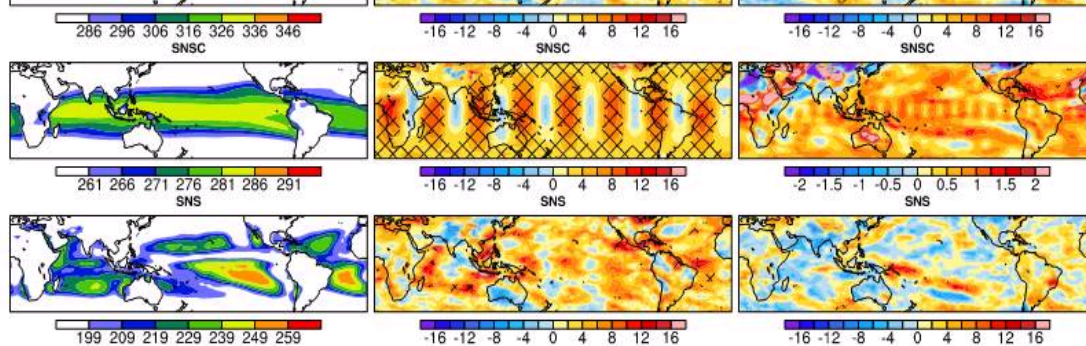 286 296 306 316 326 336 346 -16 -12 -8 -4 0 4 8 12 16 -16 -12 -8 -4 0 4 8 12 16
SNSC SNSC SNSC
261 266 271 276 281 286 291 -16 -12 -8 -4 0 4 8 12 16 -2 -1.5 -1 -0.5 0 0.5 1 1.5 2
SNS SNS SNS
199 209 219 229 239 249 259 -16 -12 -8 -4 0 4 8 12 16 -16 -12 -8 -4 0 4 8 12 16